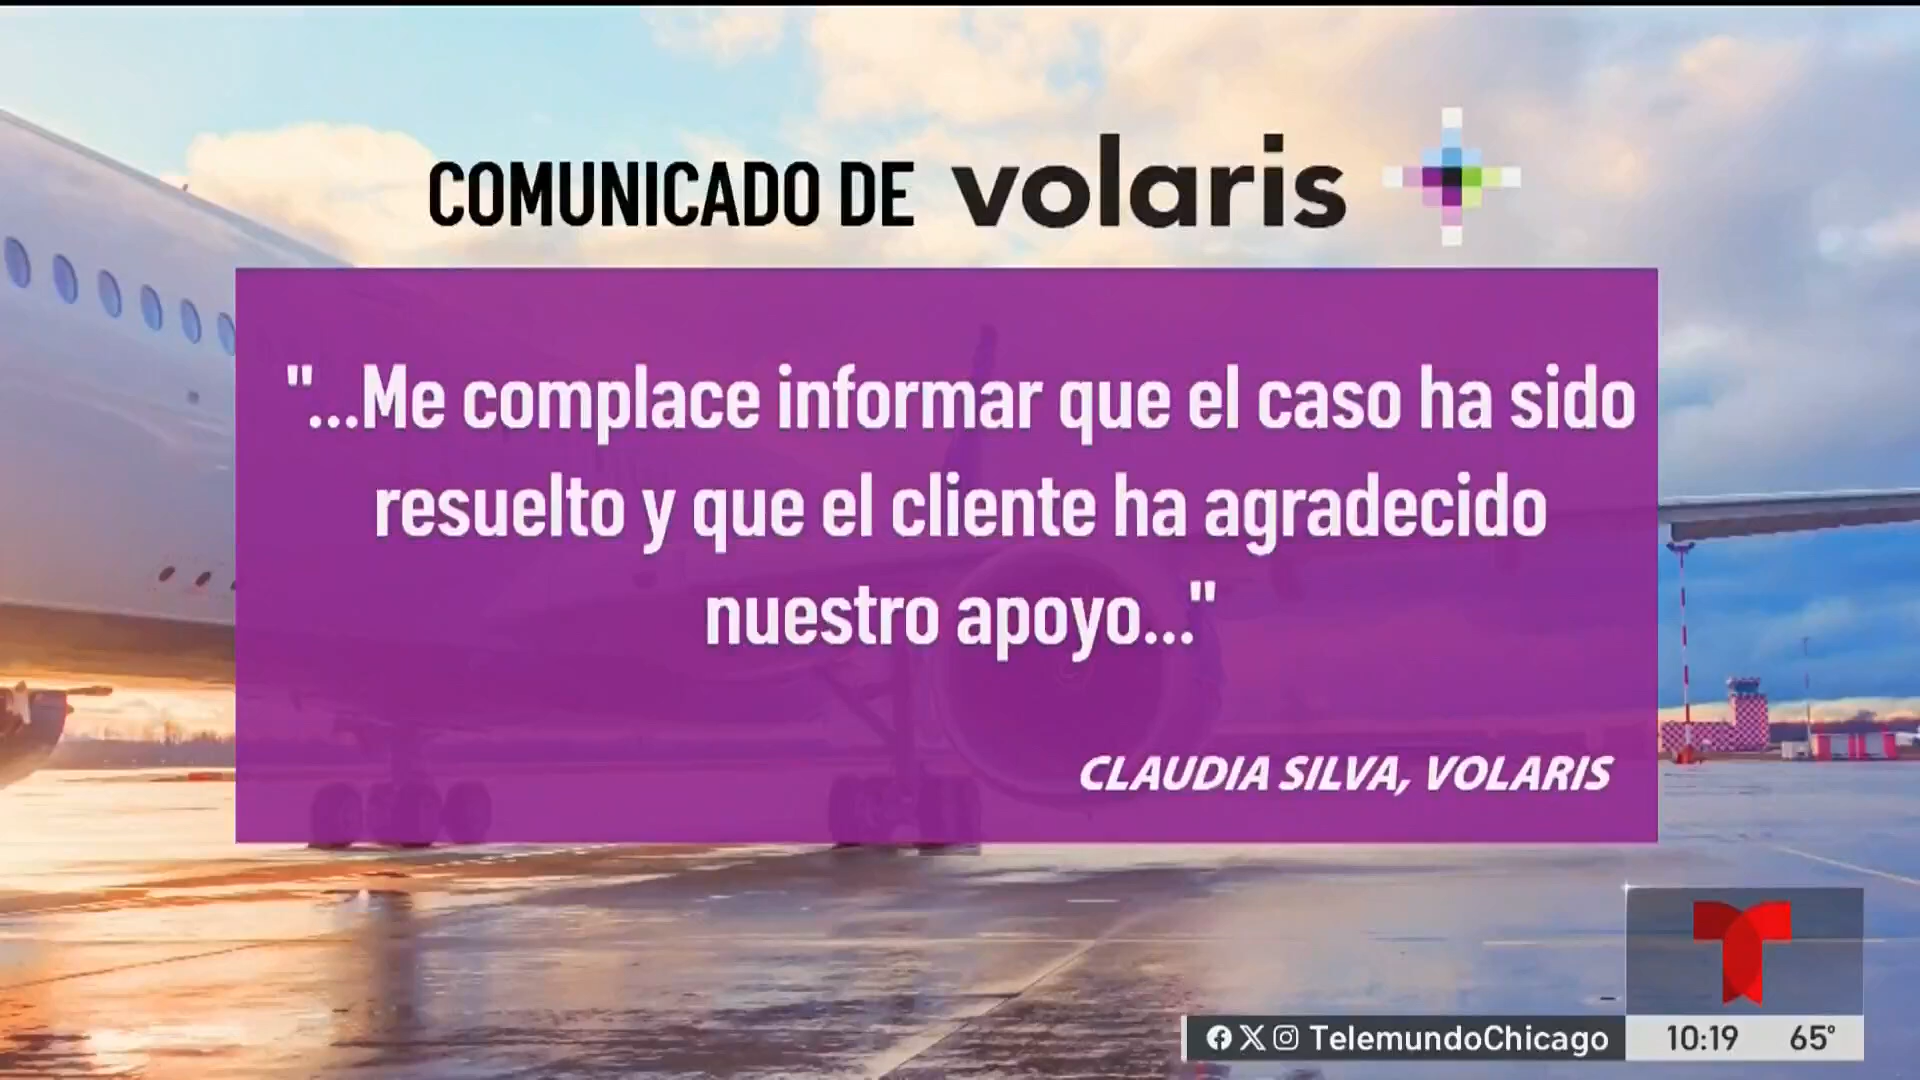 COMUNICADO DE volaris
"...Me complace informar que el caso ha sido
resuelto y que el cliente ha agradecido
nuestro apoyo..."
CLAUDIA SILVA, VOLARIS
TelemundoChicago
10:19 65°